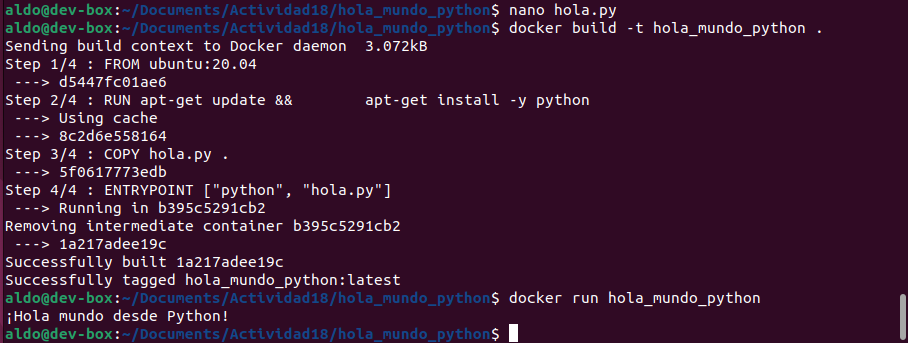 aldo@dev-box:~/Documents/Actividad18/hola_mundo_python$ nano hola.py
aldo@dev-box:~/Documents/Actividad18/hola_mundo_python$ docker build -t hola_mundo_python .
Sending build context to Docker daemon  3.072kB
Step 1/4 : FROM ubuntu:20.04
 ---> d5447fc01ae6
Step 2/4 : RUN apt-get update &&        apt-get install -y python
 ---> Using cache
 ---> 8c2d6e558164
Step 3/4 : COPY hola.py .
 ---> 5f0617773edb
Step 4/4 : ENTRYPOINT ["python", "hola.py"]
 ---> Running in b395c5291cb2
Removing intermediate container b395c5291cb2
 ---> 1a217adee19c
Successfully built 1a217adee19c
Successfully tagged hola_mundo_python:latest
aldo@dev-box:~/Documents/Actividad18/hola_mundo_python$ docker run hola_mundo_python
¡Hola mundo desde Python!
aldo@dev-box:~/Documents/Actividad18/hola_mundo_python$